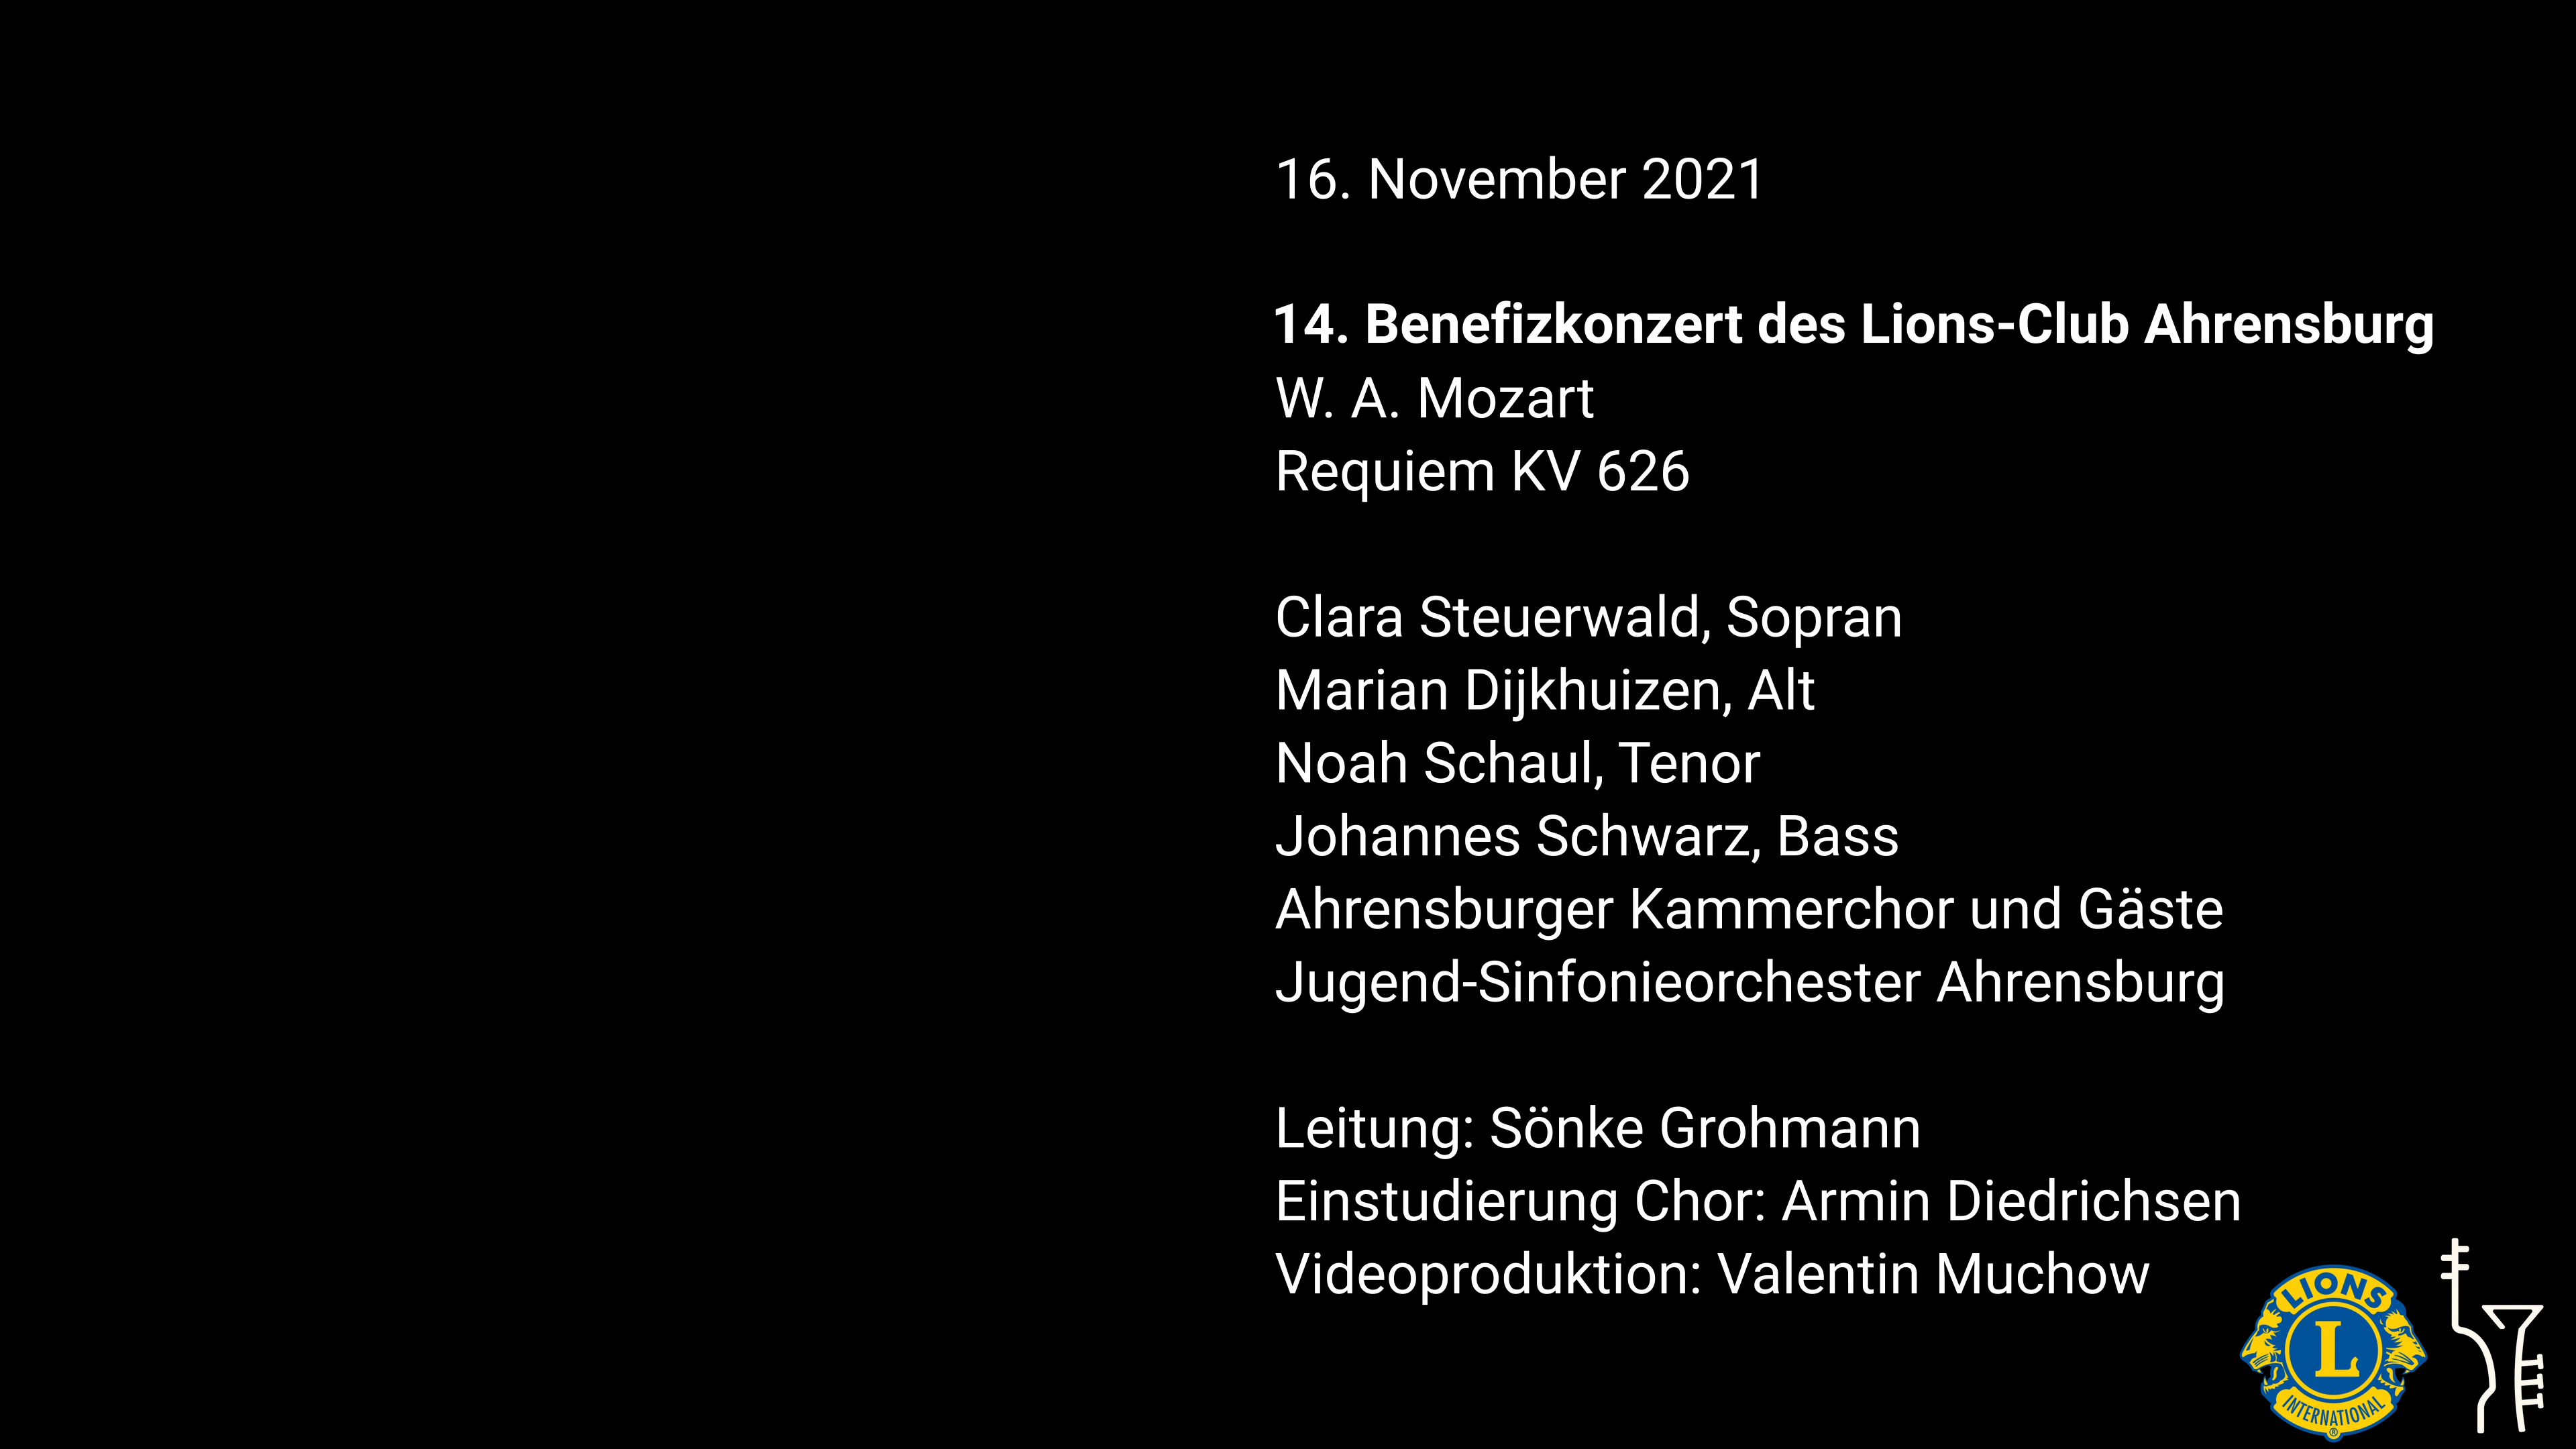 16. November 2021
14. Benefizkonzert des Lions-Club Ahrensburg
W. A. Mozart
Requiem KV 626
Clara Steuerwald, Sopran
Marian Dijkhuizen, Alt
Noah Schaul, Tenor
Johannes Schwarz, Bass
Ahrensburger Kammerchor und Gäste
Jugend-Sinfonieorchester Ahrensburg
Leitung: Sönke Grohmann
Einstudierung Chor: Armin Diedrichsen
Videoproduktion: Valentin Muchow
LIONS
L
INTERNATIONAL
®